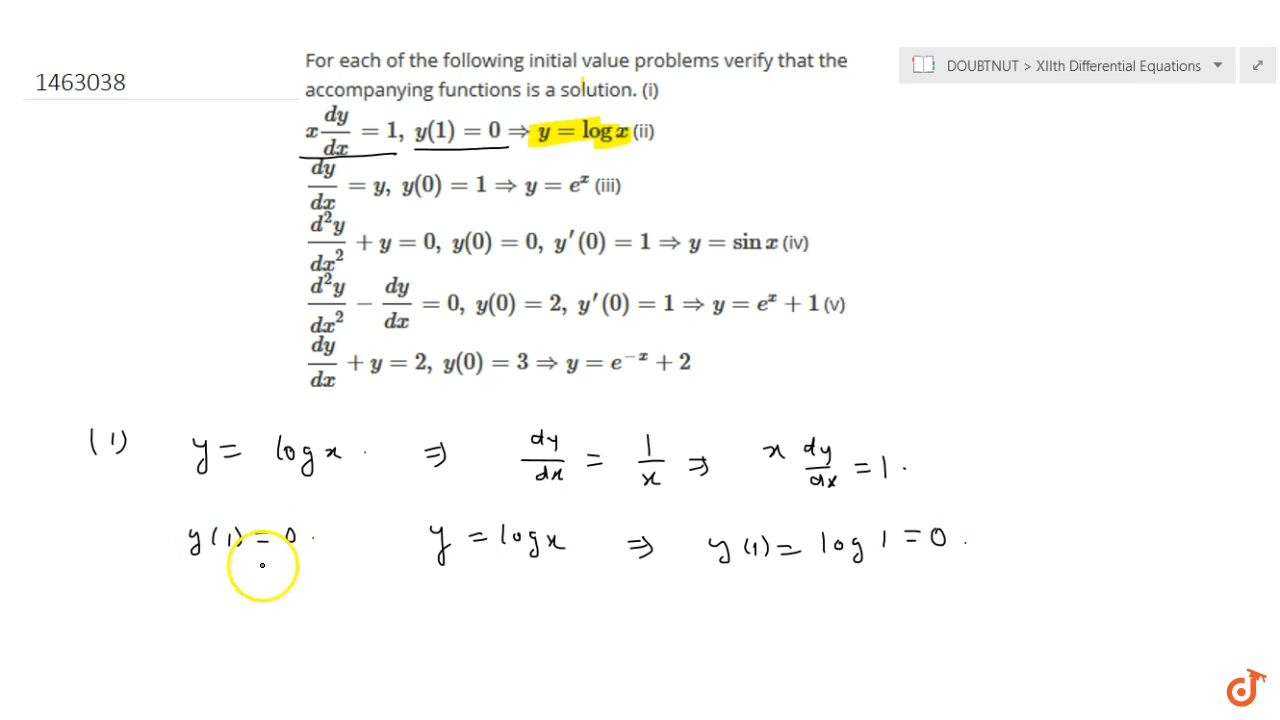 1463038
For each of the following initial value problems verify that the
accompanying functions is a solution. (i)
x dy/dx = 1, y(1) = 0 ⇒ y = log x (ii)
dy/dx = y, y(0) = 1 ⇒ y = e^x (iii)
d²y/dx² + y = 0, y(0) = 0, y′(0) = 1 ⇒ y = sin x (iv)
d²y/dx² − dy/dx = 0, y(0) = 2, y′(0) = 1 ⇒ y = e^x + 1 (v)
dy/dx + y = 2, y(0) = 3 ⇒ y = e^−x + 2
DOUBTNUT > XIIth Differential Equations
(1) y = log x . ⇒ dy/dx = 1/x ⇒ x dy/dx = 1 .
y(1) = 0 . y = log x ⇒ y(1) = log 1 = 0 .